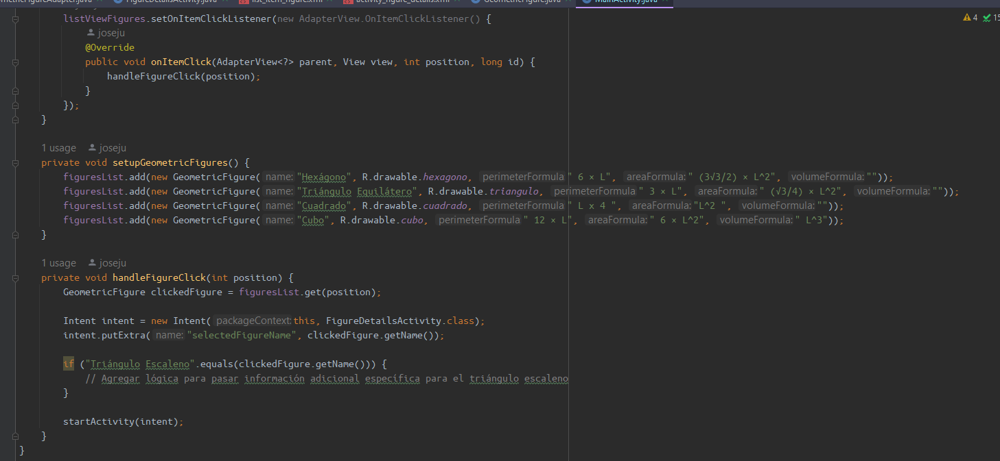 FigureDetailsActivity.java list_item_figure.xml activity_figure_details.xml GeometricFigure.java MainActivity.java
listViewFigures.setOnItemClickListener(new AdapterView.OnItemClickListener() { 4 15
joseju
@Override
public void onItemClick(AdapterView<?> parent, View view, int position, long id) {
handleFigureClick(position);
}
});
}
1 usage joseju
private void setupGeometricFigures() {
figuresList.add(new GeometricFigure( name: "Hexágono", R.drawable.hexagono, perimeterFormula " 6 × L", areaFormula: " (3√3/2) × L^2", volumeFormula: ""));
figuresList.add(new GeometricFigure( name: "Triángulo Equilátero", R.drawable.triangulo, perimeterFormula " 3 × L", areaFormula: " (√3/4) × L^2", volumeFormula: ""));
figuresList.add(new GeometricFigure( name: "Cuadrado", R.drawable.cuadrado, perimeterFormula " L x 4 ", areaFormula: "L^2 ", volumeFormula: ""));
figuresList.add(new GeometricFigure( name: "Cubo", R.drawable.cubo, perimeterFormula " 12 × L", areaFormula: " 6 × L^2", volumeFormula: " L^3"));
}
1 usage joseju
private void handleFigureClick(int position) {
GeometricFigure clickedFigure = figuresList.get(position);
Intent intent = new Intent( packageContext: this, FigureDetailsActivity.class);
intent.putExtra( name: "selectedFigureName", clickedFigure.getName());
if ("Triángulo Escaleno".equals(clickedFigure.getName())) {
// Agregar lógica para pasar información adicional específica para el triángulo escaleno
}
startActivity(intent);
}
}